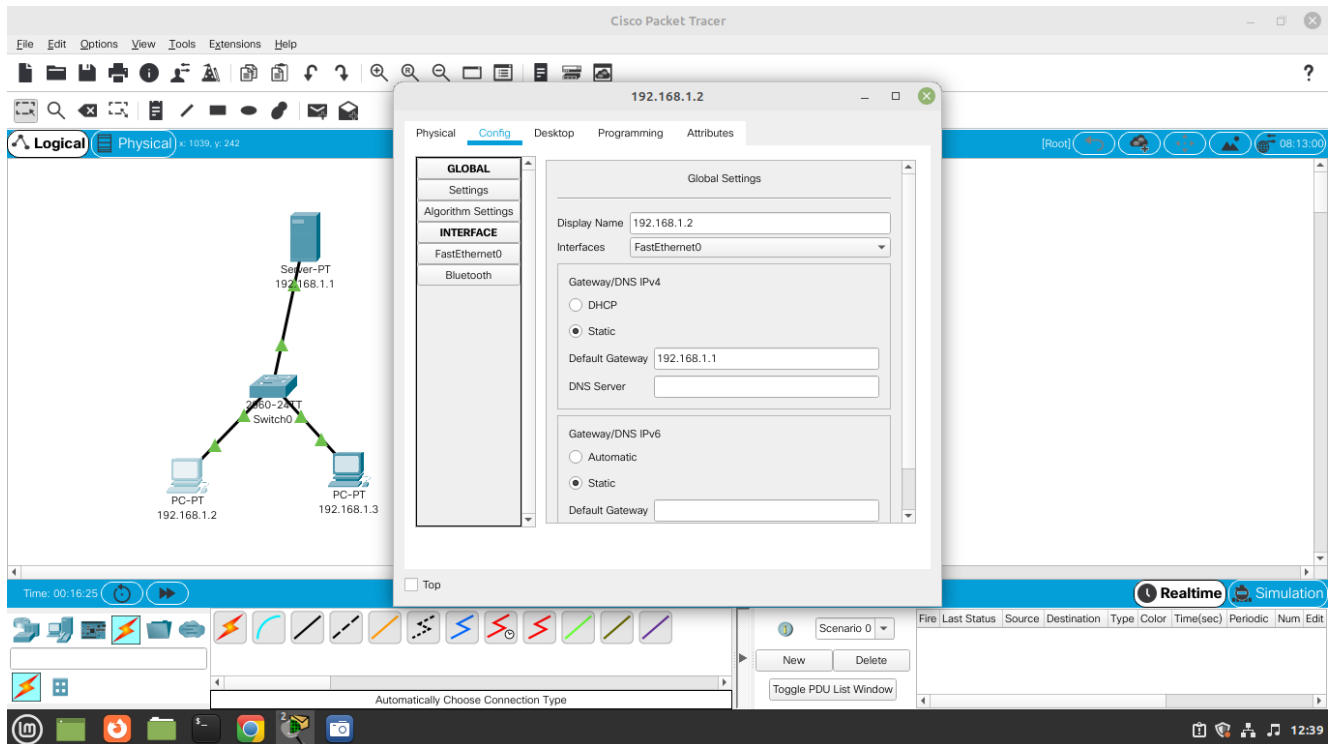 Cisco Packet Tracer
File Edit Options View Tools Extensions Help
?
192.168.1.2
Logical Physical x: 1039, y: 242
[Root] 08:13:00
Physical Config Desktop Programming Attributes
GLOBAL
Settings
Algorithm Settings
INTERFACE
FastEthernet0
Bluetooth
Global Settings
Display Name 192.168.1.2
Interfaces FastEthernet0
Gateway/DNS IPv4
DHCP
Static
Default Gateway 192.168.1.1
DNS Server
Gateway/DNS IPv6
Automatic
Static
Default Gateway
Top
Server-PT
192.168.1.1
2960-24TT
Switch0
PC-PT
192.168.1.2
PC-PT
192.168.1.3
Time: 00:16:25
Realtime Simulation
Scenario 0
New Delete
Toggle PDU List Window
Fire Last Status Source Destination Type Color Time(sec) Periodic Num Edit
Automatically Choose Connection Type
2
12:39